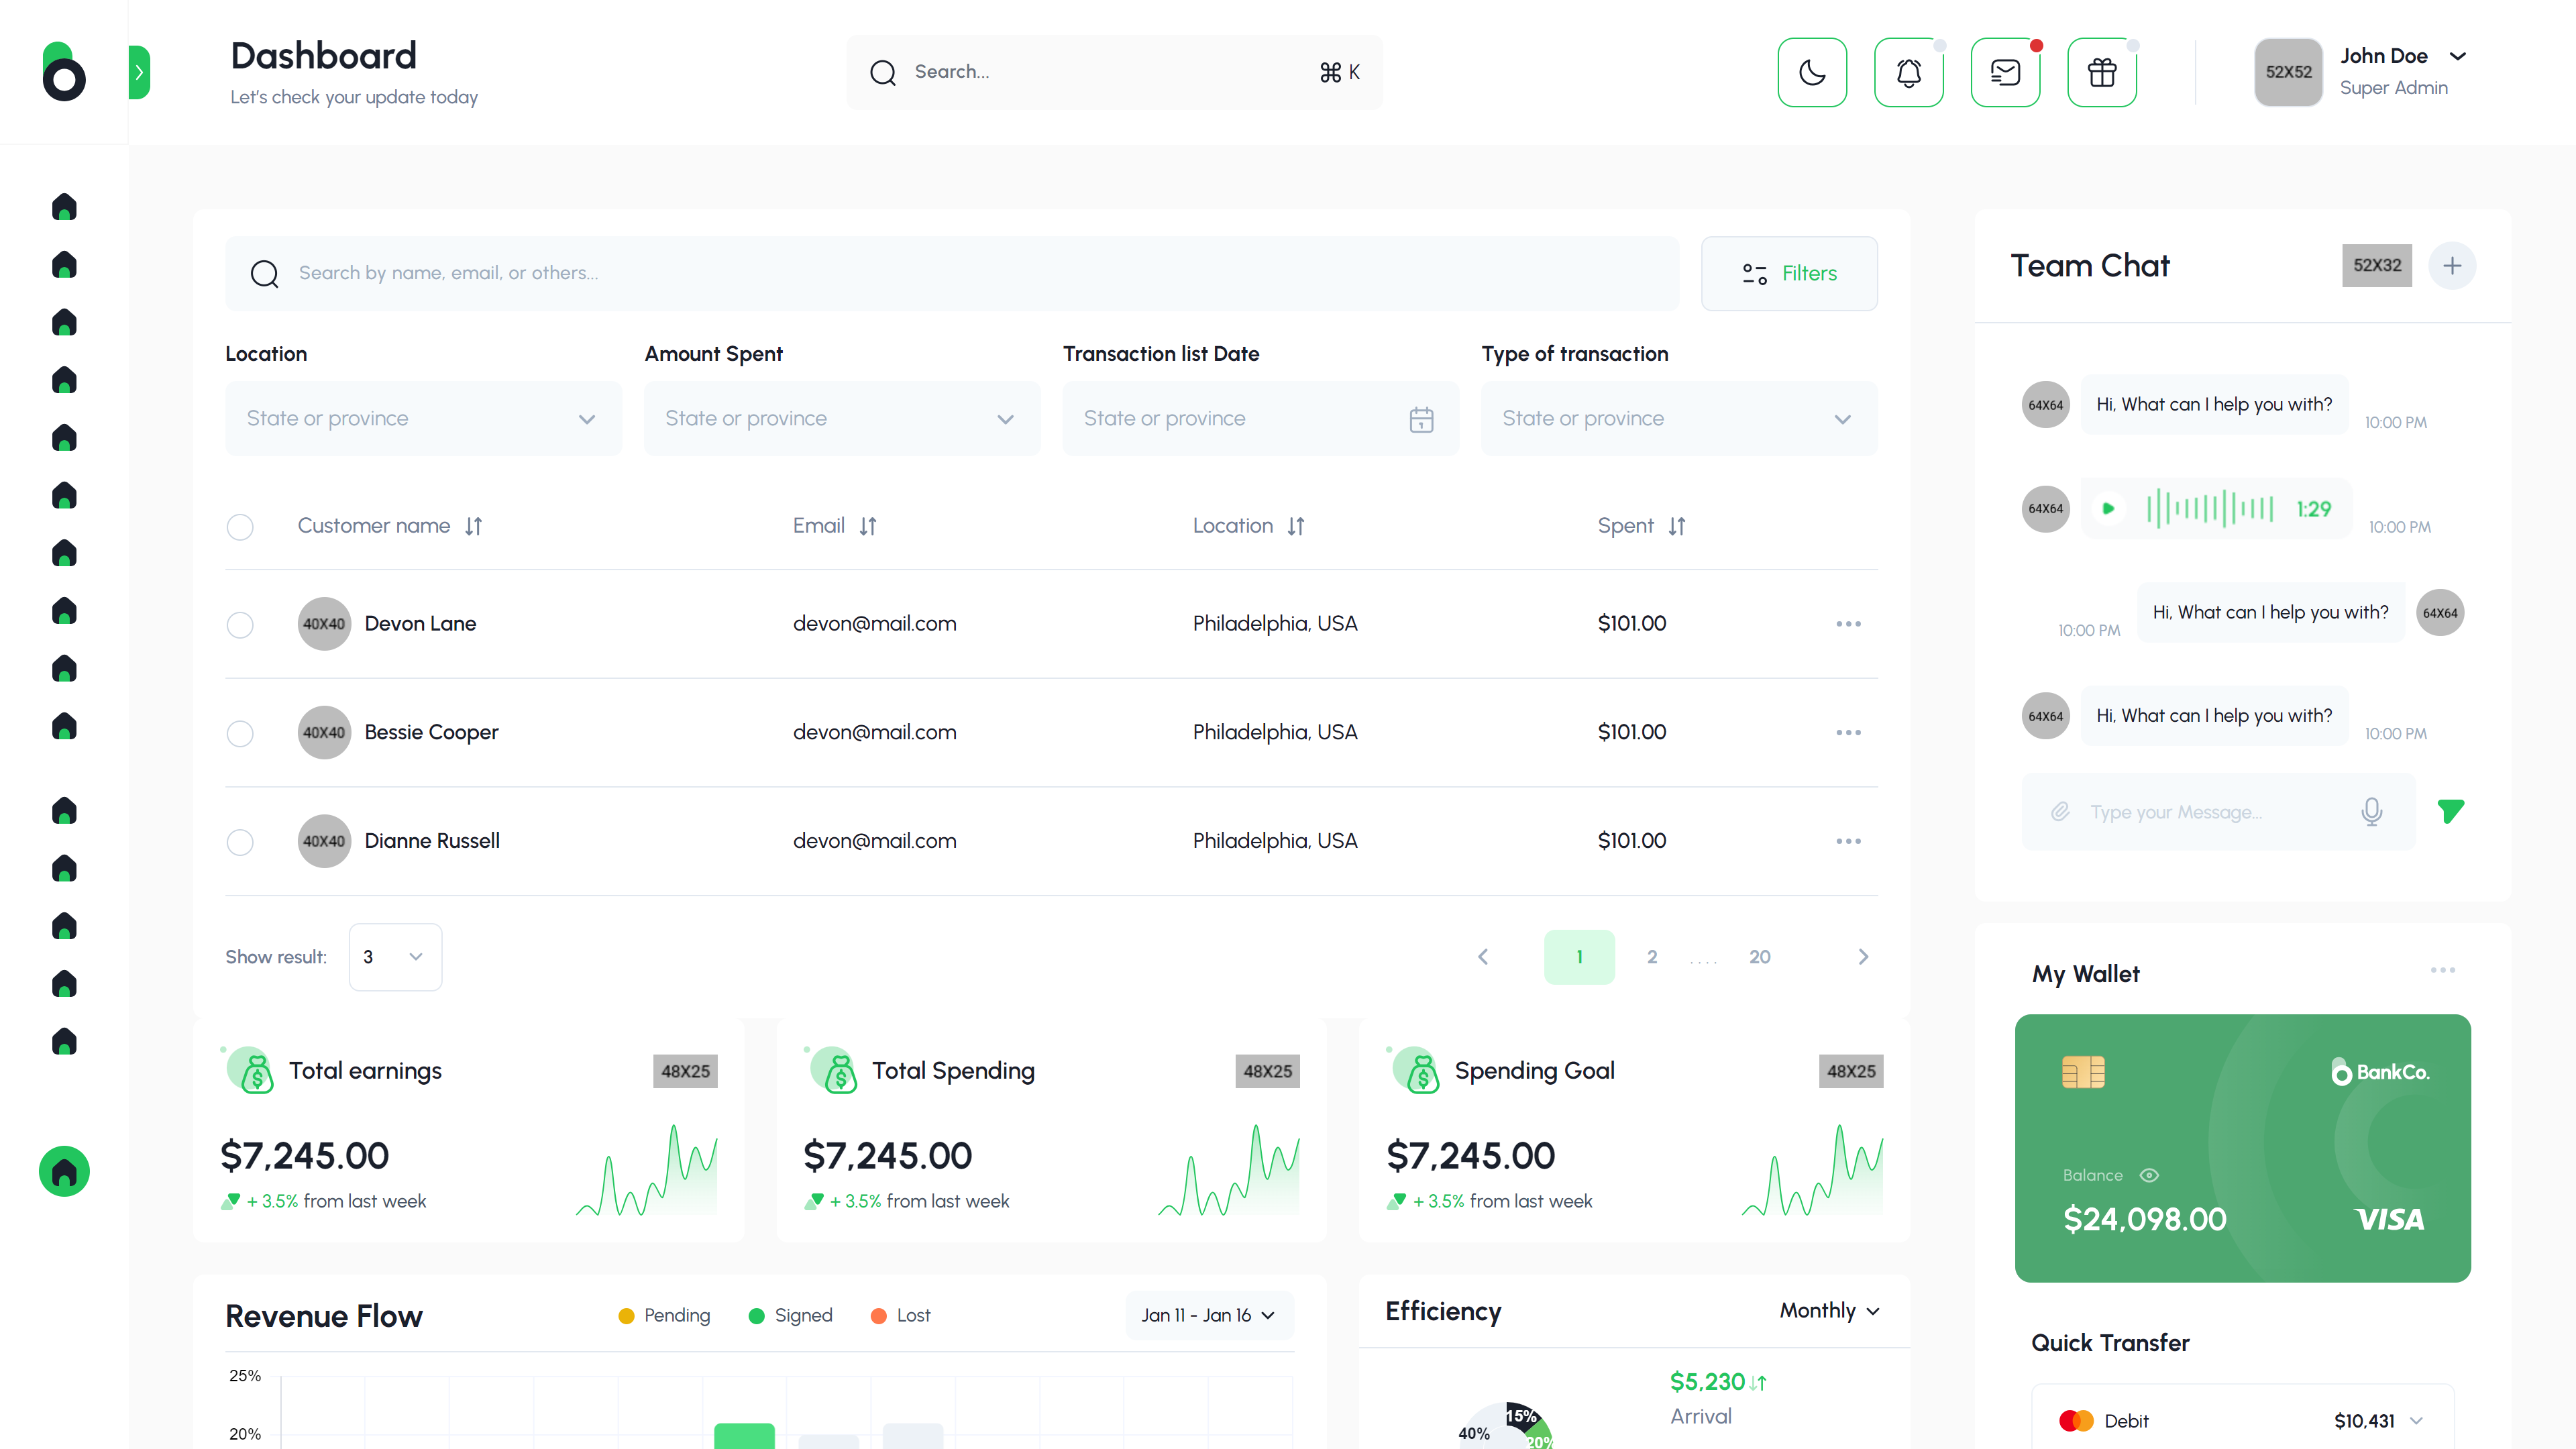 Dashboard
Let's check your update today
Search...
⌘ K
52X52
John Doe
Super Admin
Search by name, email, or others...
Filters
Location
Amount Spent
Transaction list Date
Type of transaction
State or province
State or province
State or province
1
State or province
Customer name
Email
Location
Spent
40X40
Devon Lane
devon@mail.com
Philadelphia, USA
$101.00
40X40
Bessie Cooper
devon@mail.com
Philadelphia, USA
$101.00
40X40
Dianne Russell
devon@mail.com
Philadelphia, USA
$101.00
Show result:
3
1
2
....
20
Total earnings
48X25
$7,245.00
+ 3.5% from last week
Total Spending
48X25
$7,245.00
+ 3.5% from last week
Spending Goal
48X25
$7,245.00
+ 3.5% from last week
Revenue Flow
Pending
Signed
Lost
Jan 11 - Jan 16
25%
20%
Efficiency
Monthly
15%
40%
20%
$5,230
Arrival
Team Chat
52X32
64X64
Hi, What can I help you with?
10:00 PM
64X64
1:29
10:00 PM
Hi, What can I help you with?
64X64
10:00 PM
64X64
Hi, What can I help you with?
10:00 PM
Type your Message...
My Wallet
BankCo.
Balance
$24,098.00
VISA
Quick Transfer
Debit
$10,431